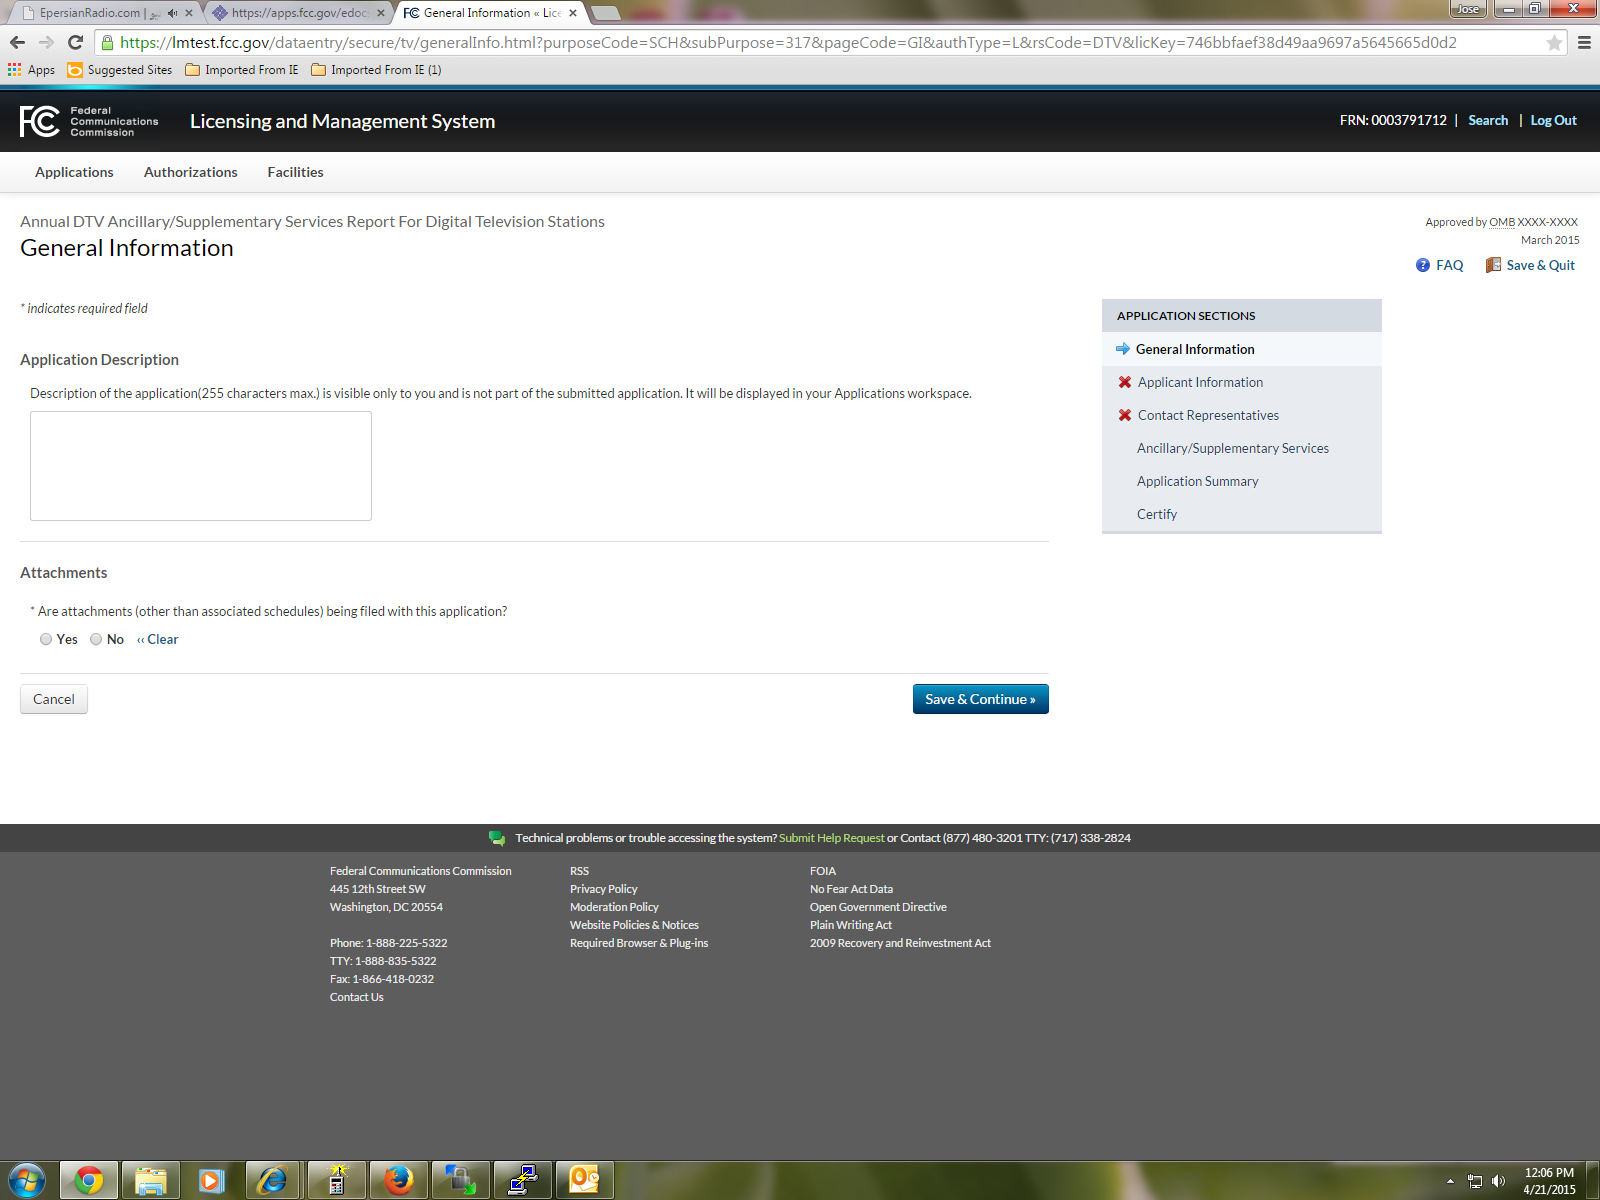 EpersianRadio.com |
https://apps.fcc.gov/edoc
General Information « Lice
Jose
https://lmtest.fcc.gov/dataentry/secure/tv/generalInfo.html?purposeCode=SCH&subPurpose=317&pageCode=GI&authType=L&rsCode=DTV&licKey=746bbfaef38d49aa9697a5645665d0d2
Apps Suggested Sites Imported From IE Imported From IE (1)
FCC Federal Communications Commission
Licensing and Management System
FRN: 0003791712 | Search | Log Out
Applications Authorizations Facilities
Annual DTV Ancillary/Supplementary Services Report For Digital Television Stations
General Information
Approved by OMB XXXX-XXXX
March 2015
FAQ Save & Quit
* indicates required field
Application Description
Description of the application(255 characters max.) is visible only to you and is not part of the submitted application. It will be displayed in your Applications workspace.
Attachments
* Are attachments (other than associated schedules) being filed with this application?
Yes No ‹‹ Clear
Cancel
Save & Continue »
APPLICATION SECTIONS
General Information
Applicant Information
Contact Representatives
Ancillary/Supplementary Services
Application Summary
Certify
Technical problems or trouble accessing the system? Submit Help Request or Contact (877) 480-3201 TTY: (717) 338-2824
Federal Communications Commission
445 12th Street SW
Washington, DC 20554
Phone: 1-888-225-5322
TTY: 1-888-835-5322
Fax: 1-866-418-0232
Contact Us
RSS
Privacy Policy
Moderation Policy
Website Policies & Notices
Required Browser & Plug-ins
FOIA
No Fear Act Data
Open Government Directive
Plain Writing Act
2009 Recovery and Reinvestment Act
12:06 PM
4/21/2015